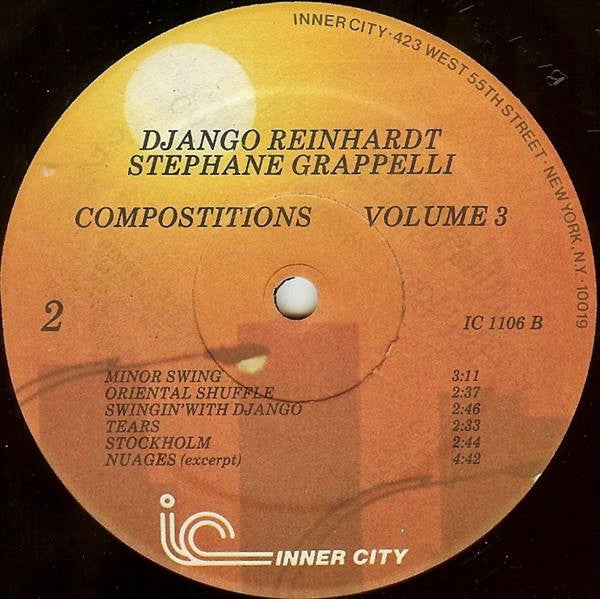 INNER CITY · 423 WEST 55TH STREET · NEW YORK, N.Y. 10019
DJANGO REINHARDT
STEPHANE GRAPPELLI
COMPOSTITIONS VOLUME 3
2
IC 1106 B
MINOR SWING 3:11
ORIENTAL SHUFFLE 2:37
SWINGIN' WITH DJANGO 2:46
TEARS 2:33
STOCKHOLM 2:44
NUAGES (excerpt) 4:42
ic INNER CITY